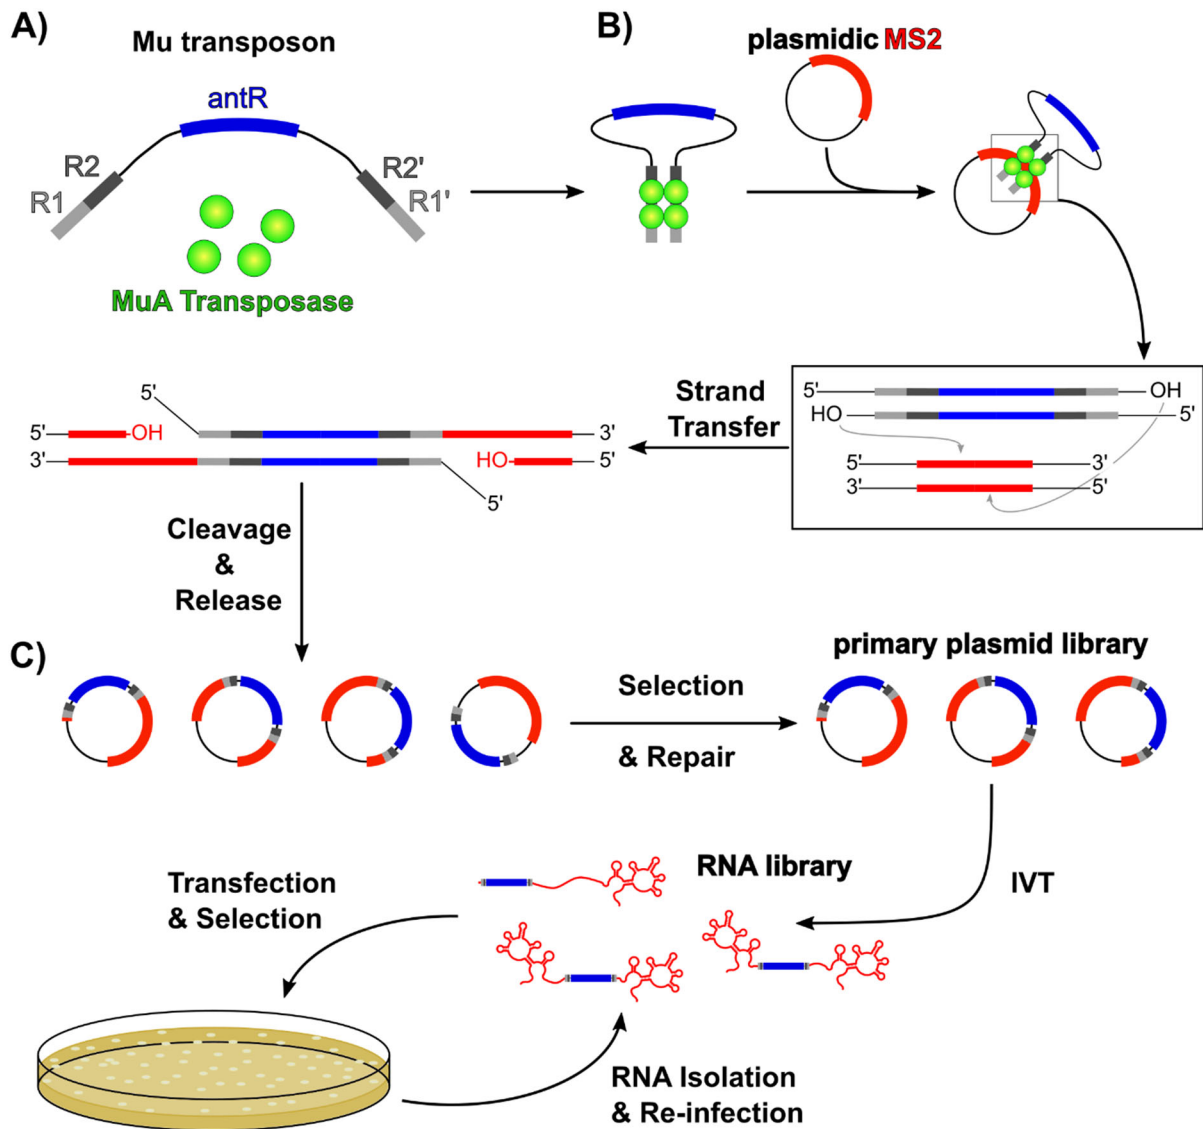 A)
Mu transposon
antR
R2
R1
R2'
R1'
MuA Transposase
B)
plasmidic MS2
5'
OH
HO
5'
5'
3'
3'
5'
Strand
Transfer
5'
5'
OH
3'
3'
HO
5'
5'
Cleavage
&
Release
C)
Selection
& Repair
primary plasmid library
IVT
RNA library
Transfection
& Selection
RNA Isolation
& Re-infection